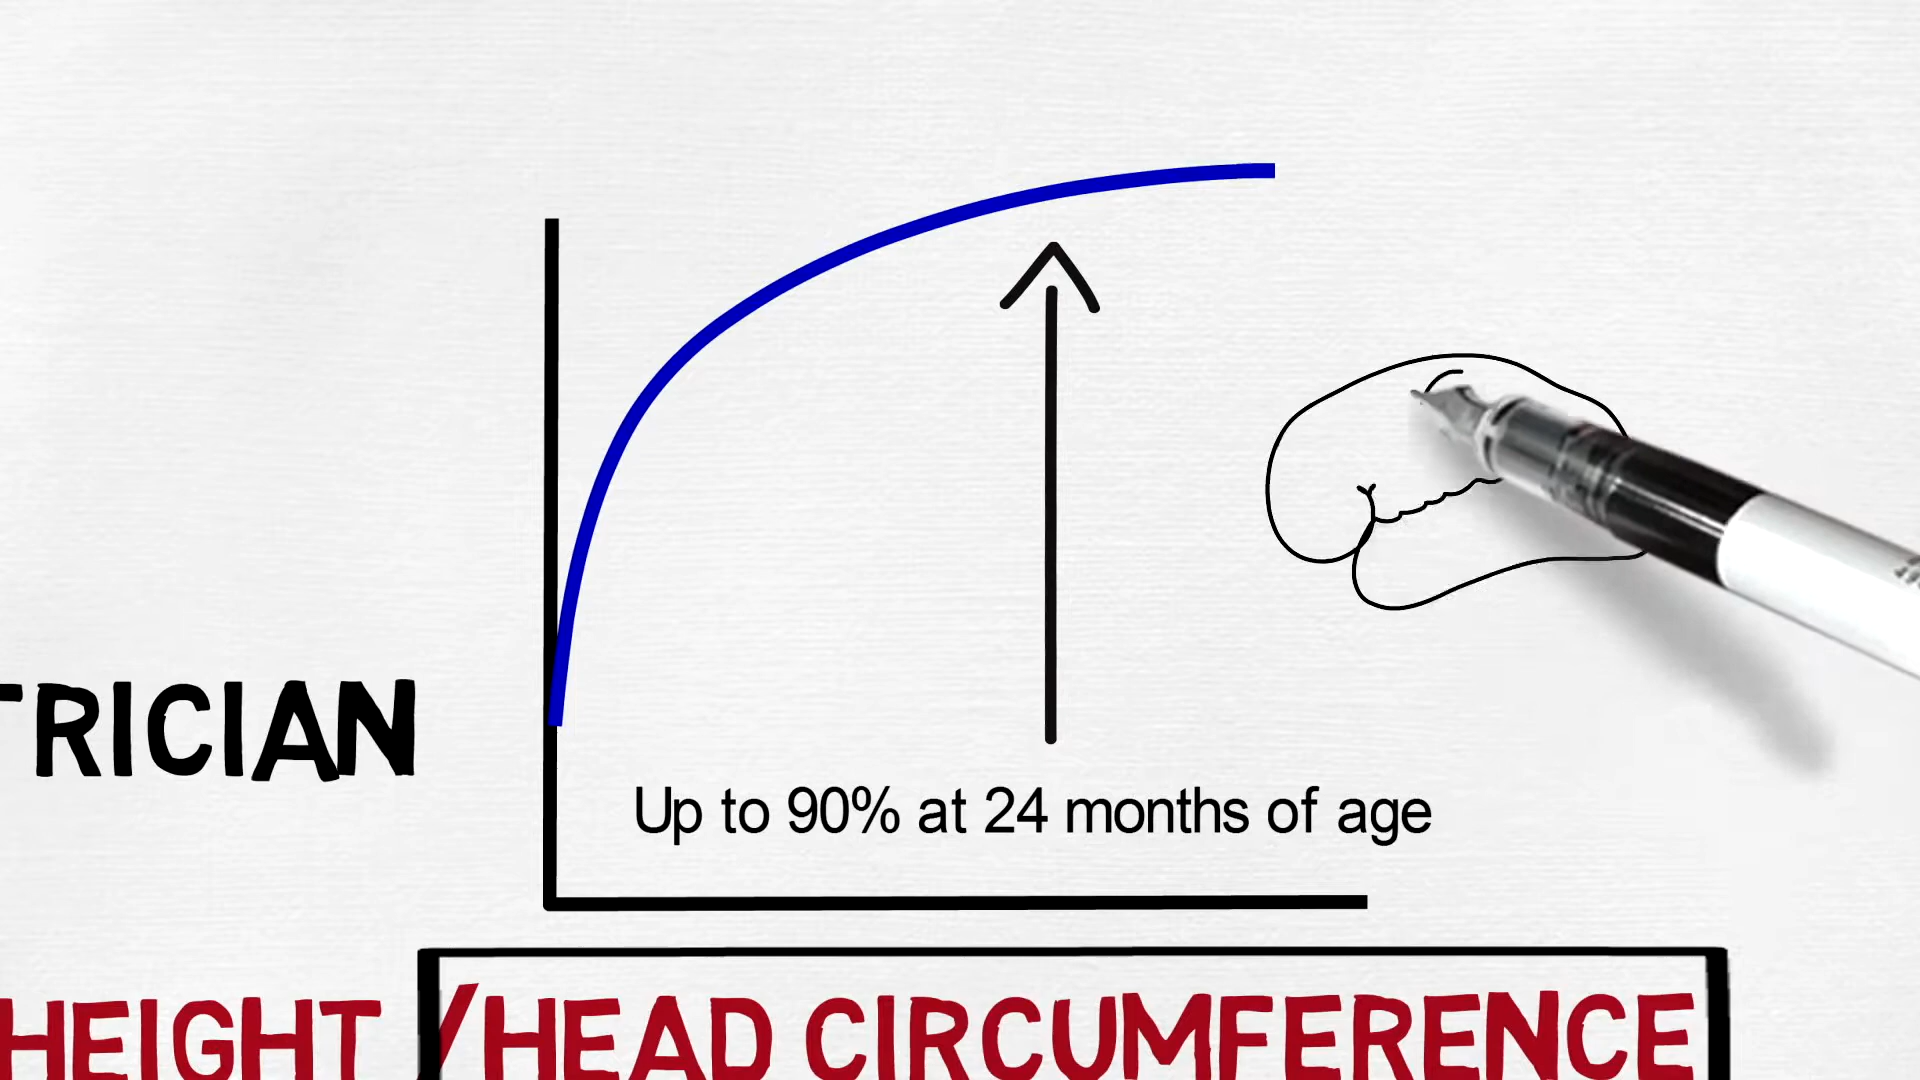 TRICIAN
Up to 90% at 24 months of age
HEIGHT /HEAD CIRCUMFERENCE